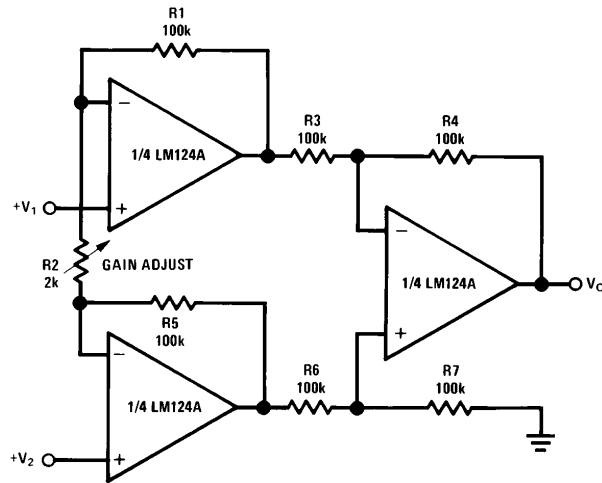 R1
100k
−
1/4 LM124A
+
+V1
R3
100k
R4
100k
R2
2k
GAIN ADJUST
−
1/4 LM124A
+
VO
R5
100k
−
1/4 LM124A
+
+V2
R6
100k
R7
100k